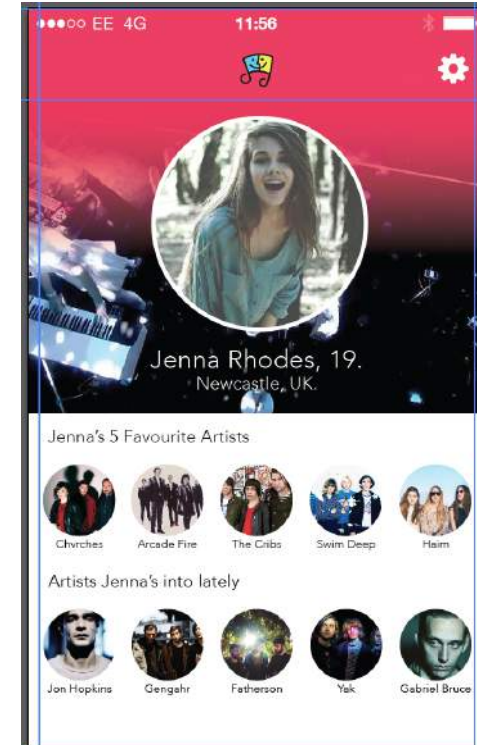 EE 4G 11:56
Jenna Rhodes, 19.
Newcastle, UK.
Jenna's 5 Favourite Artists
Chvrches Arcade Fire The Cribs Swim Deep Haim
Artists Jenna's into lately
Jon Hopkins Gengahr Fatherson Yak Gabriel Bruce